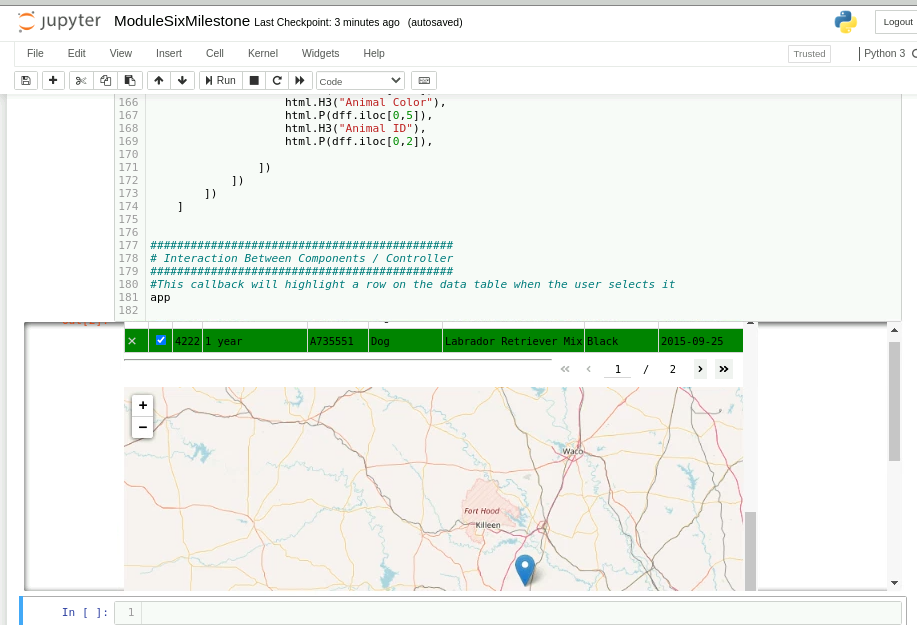 jupyter ModuleSixMilestone Last Checkpoint: 3 minutes ago (autosaved)
Logout
File Edit View Insert Cell Kernel Widgets Help
Trusted
Python 3
Run
Code
166 html.H3("Animal Color"),
167 html.P(dff.iloc[0,5]),
168 html.H3("Animal ID"),
169 html.P(dff.iloc[0,2]),
170
171 ])
172 ])
173 ])
174 ]
175
176
177 #############################################
178 # Interaction Between Components / Controller
179 #############################################
180 #This callback will highlight a row on the data table when the user selects it
181 app
182
× 4222 1 year A735551 Dog Labrador Retriever Mix Black 2015-09-25
<< < 1 / 2 > >>
+
−
Waco
Fort Hood
Killeen
In [ ]: 1